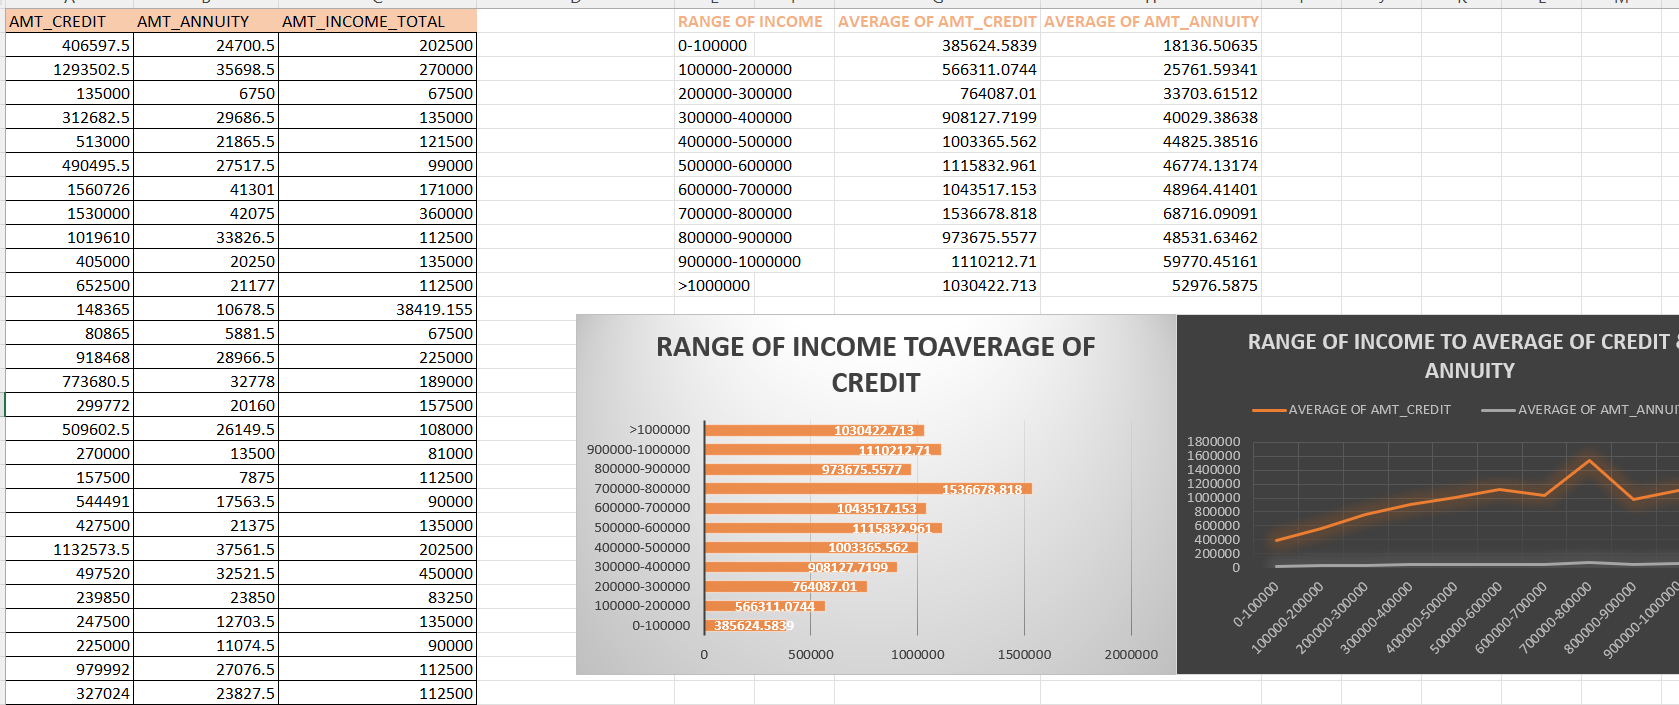 AMT_CREDIT AMT_ANNUITY AMT_INCOME_TOTAL
406597.5 24700.5 202500
1293502.5 35698.5 270000
135000 6750 67500
312682.5 29686.5 135000
513000 21865.5 121500
490495.5 27517.5 99000
1560726 41301 171000
1530000 42075 360000
1019610 33826.5 112500
405000 20250 135000
652500 21177 112500
148365 10678.5 38419.155
80865 5881.5 67500
918468 28966.5 225000
773680.5 32778 189000
299772 20160 157500
509602.5 26149.5 108000
270000 13500 81000
157500 7875 112500
544491 17563.5 90000
427500 21375 135000
1132573.5 37561.5 202500
497520 32521.5 450000
239850 23850 83250
247500 12703.5 135000
225000 11074.5 90000
979992 27076.5 112500
327024 23827.5 112500
RANGE OF INCOME AVERAGE OF AMT_CREDIT AVERAGE OF AMT_ANNUITY
0-100000 385624.5839 18136.50635
100000-200000 566311.0744 25761.59341
200000-300000 764087.01 33703.61512
300000-400000 908127.7199 40029.38638
400000-500000 1003365.562 44825.38516
500000-600000 1115832.961 46774.13174
600000-700000 1043517.153 48964.41401
700000-800000 1536678.818 68716.09091
800000-900000 973675.5577 48531.63462
900000-1000000 1110212.71 59770.45161
>1000000 1030422.713 52976.5875
RANGE OF INCOME TOAVERAGE OF
CREDIT
>1000000 1030422.713
900000-1000000 1110212.71
800000-900000 973675.5577
700000-800000 1536678.818
600000-700000 1043517.153
500000-600000 1115832.961
400000-500000 1003365.562
300000-400000 908127.7199
200000-300000 764087.01
100000-200000 566311.0744
0-100000 385624.5839
0 500000 1000000 1500000 2000000
RANGE OF INCOME TO AVERAGE OF CREDIT
ANNUITY
AVERAGE OF AMT_CREDIT AVERAGE OF AMT_ANNUI
1800000
1600000
1400000
1200000
1000000
800000
600000
400000
200000
0
0-100000
100000-200000
200000-300000
300000-400000
400000-500000
500000-600000
600000-700000
700000-800000
800000-900000
900000-1000000